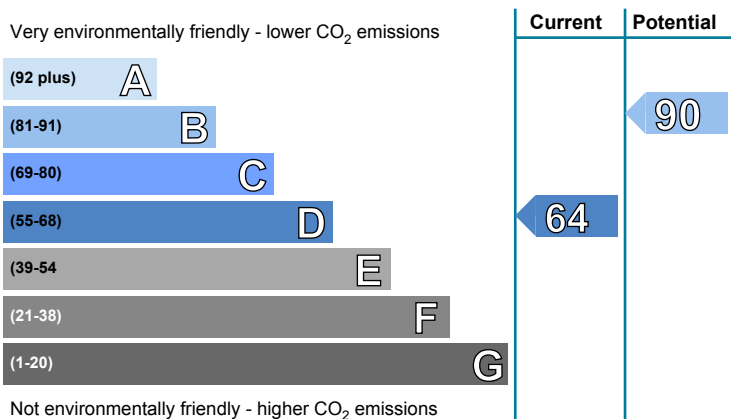 Current Potential
Very environmentally friendly - lower CO₂ emissions
(92 plus) A
(81-91) B 90
(69-80) C
(55-68) D 64
(39-54 E
(21-38) F
(1-20) G
Not environmentally friendly - higher CO₂ emissions